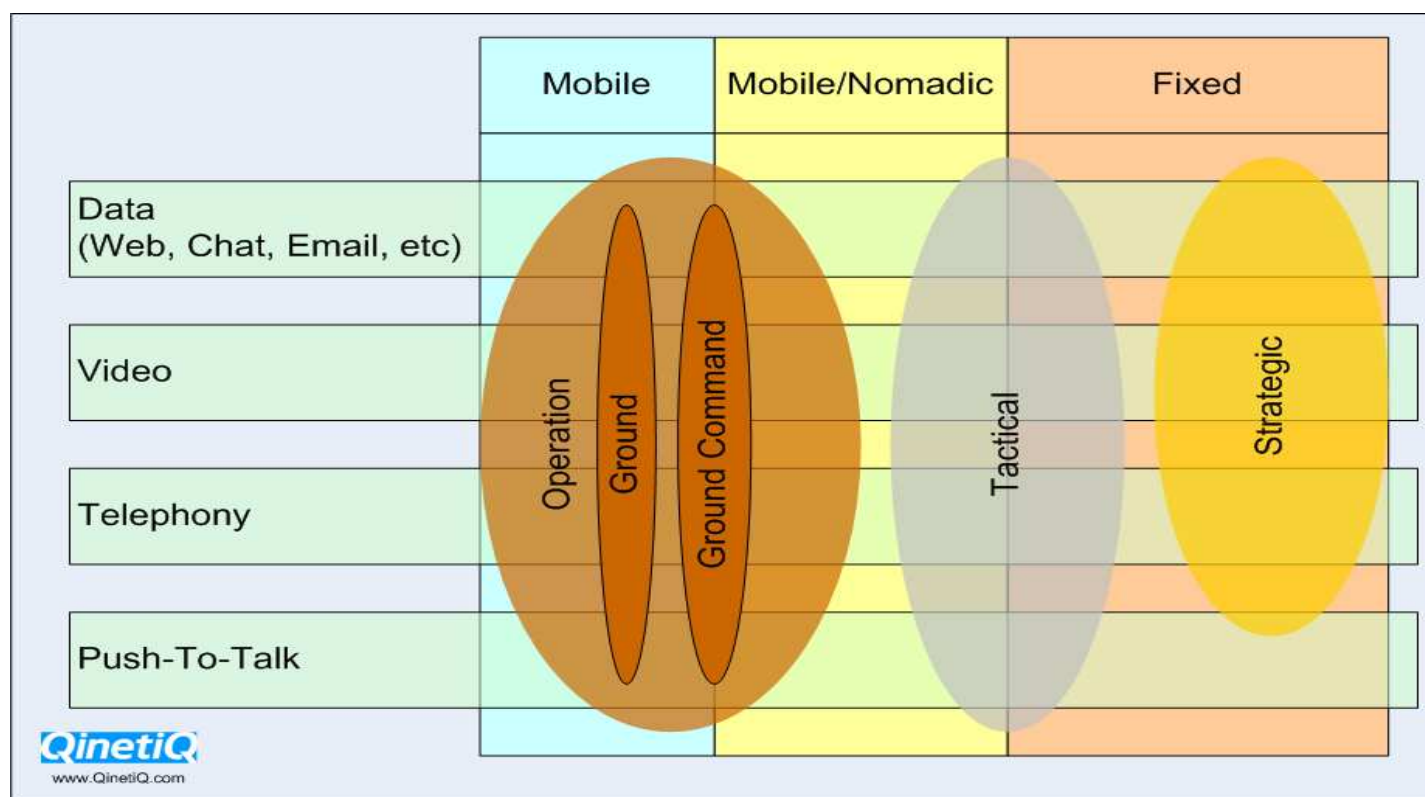 Mobile
Mobile/Nomadic
Fixed
Data
(Web, Chat, Email, etc)
Video
Telephony
Push-To-Talk
Operation
Ground
Ground Command
Tactical
Strategic
QinetiQ
www.QinetiQ.com